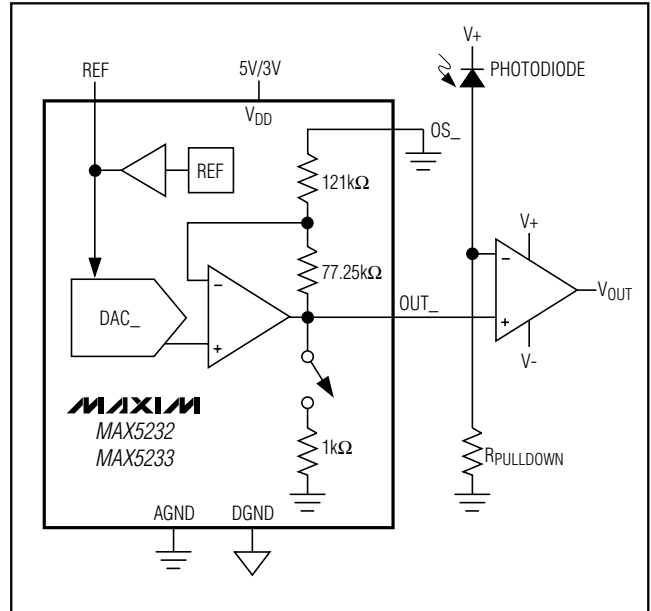 REF
5V/3V
V+
PHOTODIODE
VDD
OS_
REF
121kΩ
77.25kΩ
V+
−
−
DAC_
OUT_
VOUT
+
+
V-
MAXIM
MAX5232
MAX5233
1kΩ
RPULLDOWN
AGND
DGND